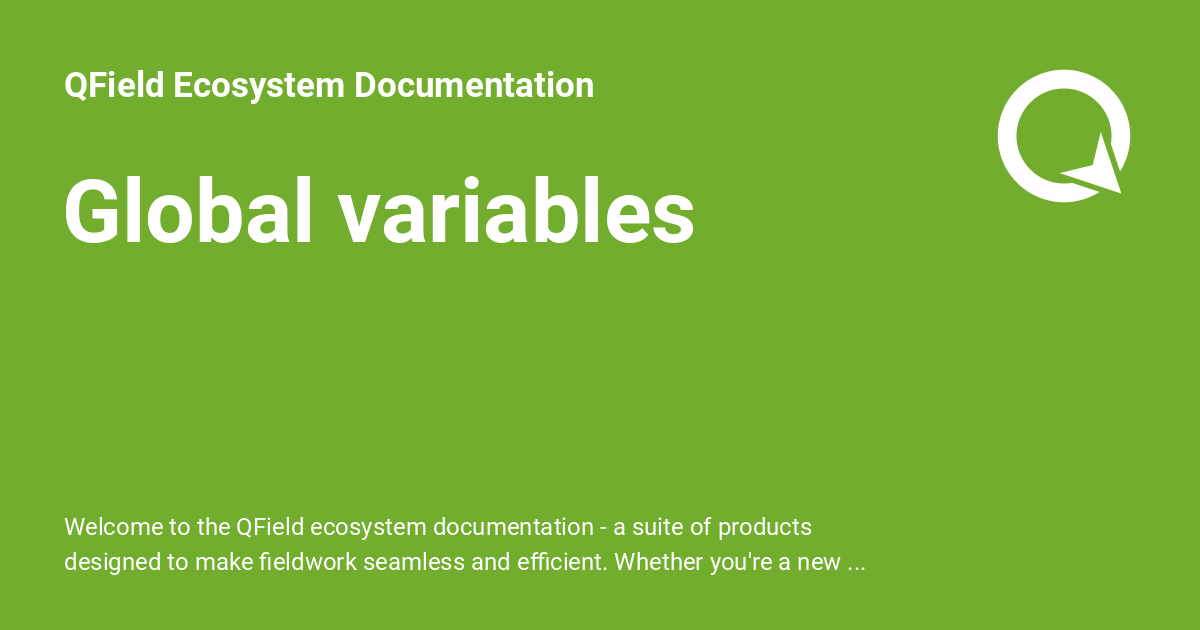 QField Ecosystem Documentation
Global variables
Welcome to the QField ecosystem documentation - a suite of products
designed to make fieldwork seamless and efficient. Whether you're a new ...